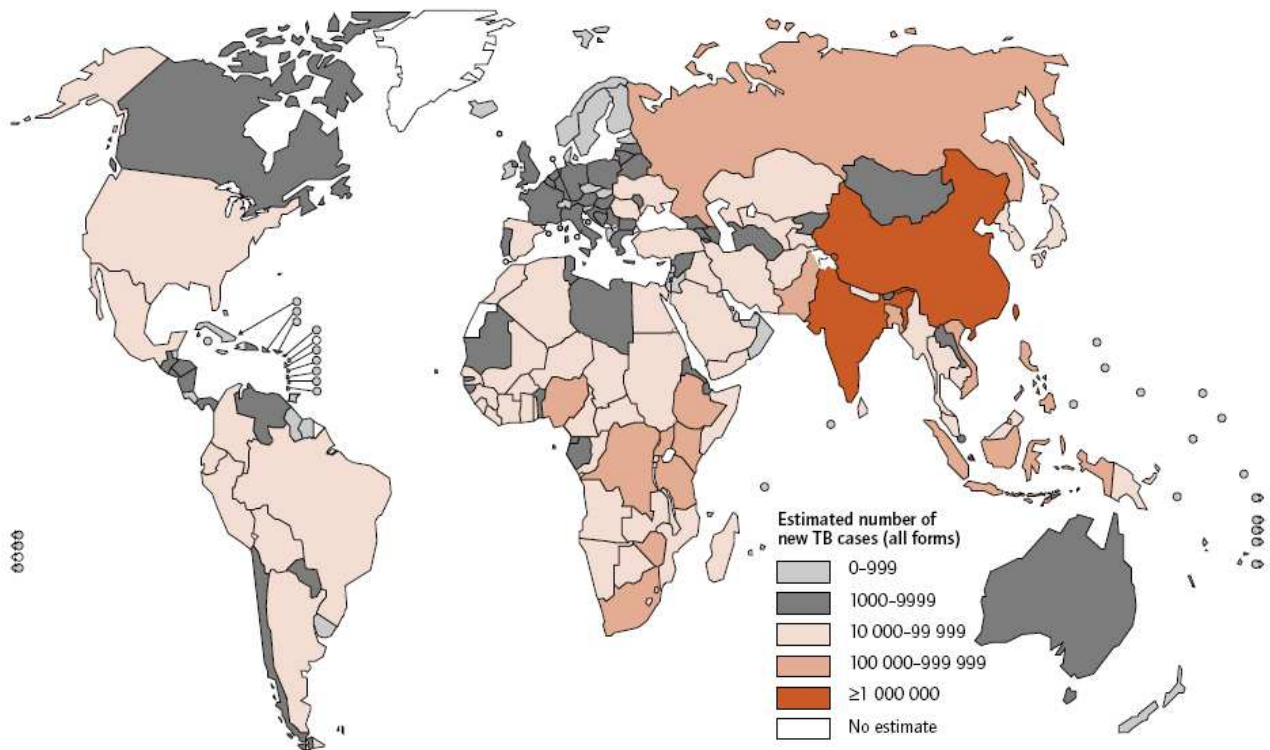 Estimated number of
new TB cases (all forms)
0–999
1000–9999
10 000–99 999
100 000–999 999
≥1 000 000
No estimate